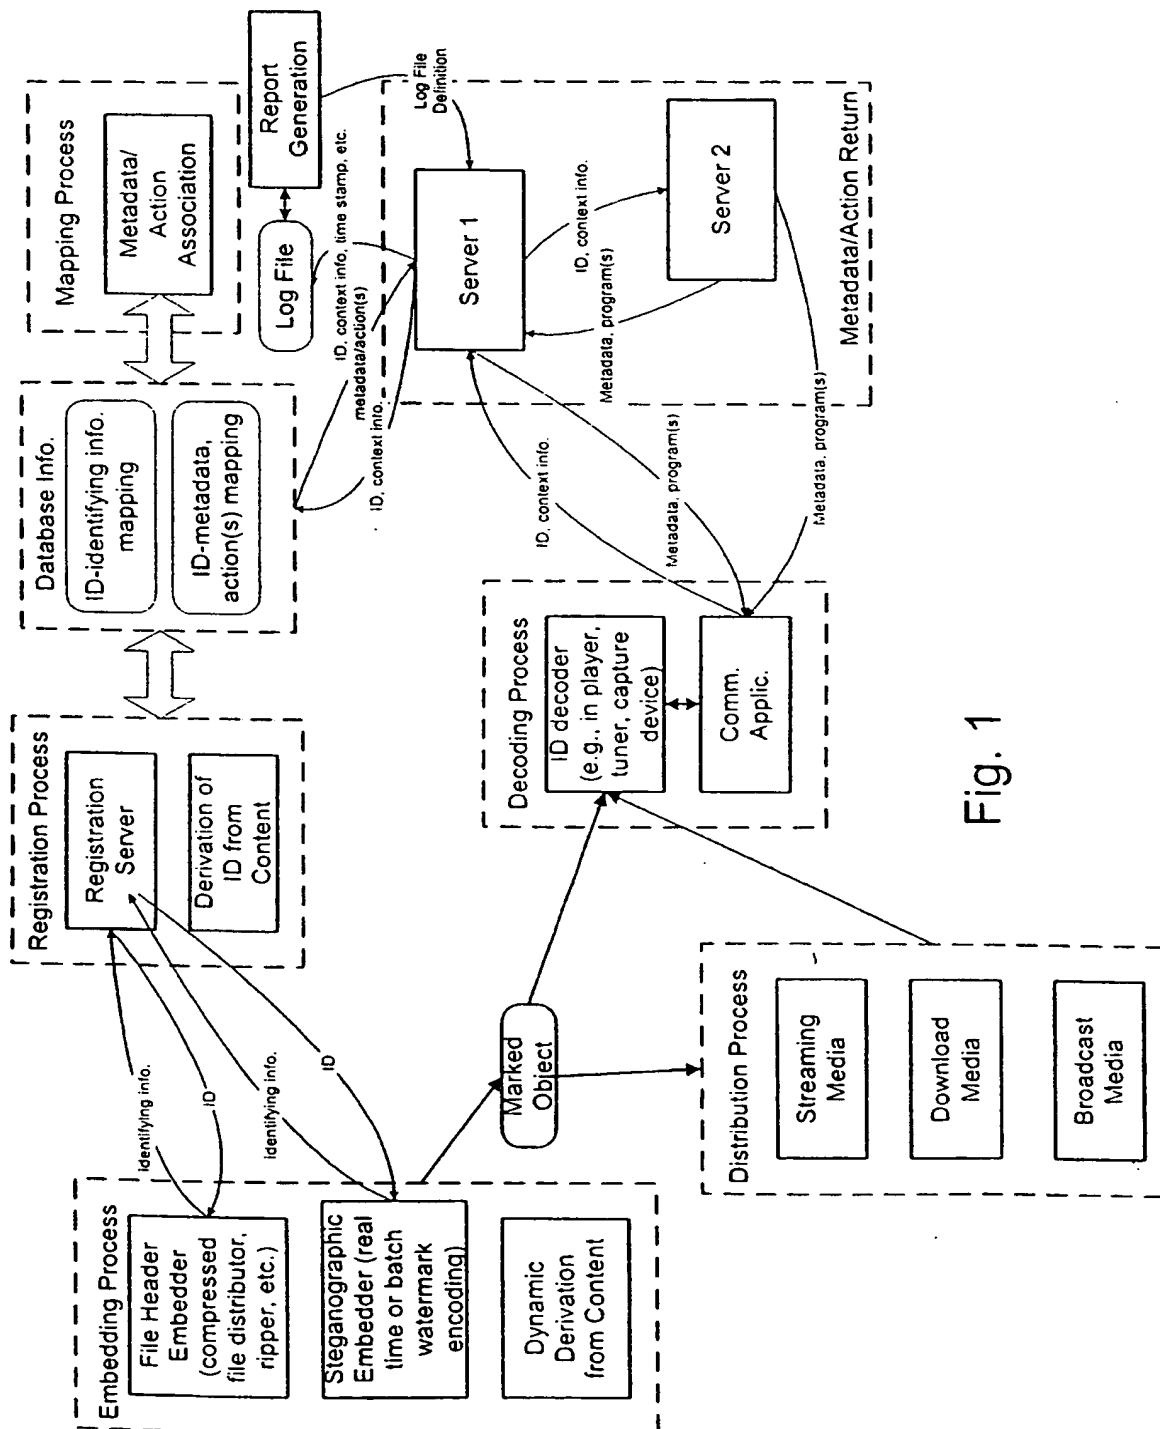 Embedding Process
File Header
Embedder
(compressed
file distributor,
ripper, etc.)
Steganographic
Embedder (real
time or batch
watermark
encoding)
Dynamic
Derivation
from Content
Identifying info.
ID
Identifying info.
ID
Registration Process
Registration
Server
Derivation of
ID from
Content
Database Info.
ID-identifying info.
mapping
ID-metadata,
action(s) mapping
Mapping Process
Metadata/
Action
Association
Marked
Object
Distribution Process
Streaming
Media
Download
Media
Broadcast
Media
Decoding Process
ID decoder
(e.g., in player,
tuner, capture
device)
Comm.
Applic.
ID, context info.
metadata/action(s)
ID, context info, time stamp, etc.
Log File
Report
Generation
Log File
Definition
Server 1
Server 2
ID, context info.
Metadata, program(s)
ID, context info.
Metadata, program(s)
Metadata, program(s)
Metadata/Action Return
Fig. 1